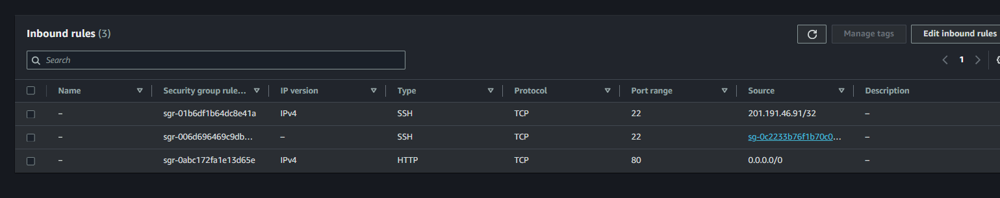 Inbound rules (3)
Manage tags
Edit inbound rules
Search
1
Name Security group rule... IP version Type Protocol Port range Source Description
– sgr-01b6df1b64dc8e41a IPv4 SSH TCP 22 201.191.46.91/32 –
– sgr-006d696469c9db... – SSH TCP 22 sg-0c2233b76f1b70c0... –
– sgr-0abc172fa1e13d65e IPv4 HTTP TCP 80 0.0.0.0/0 –